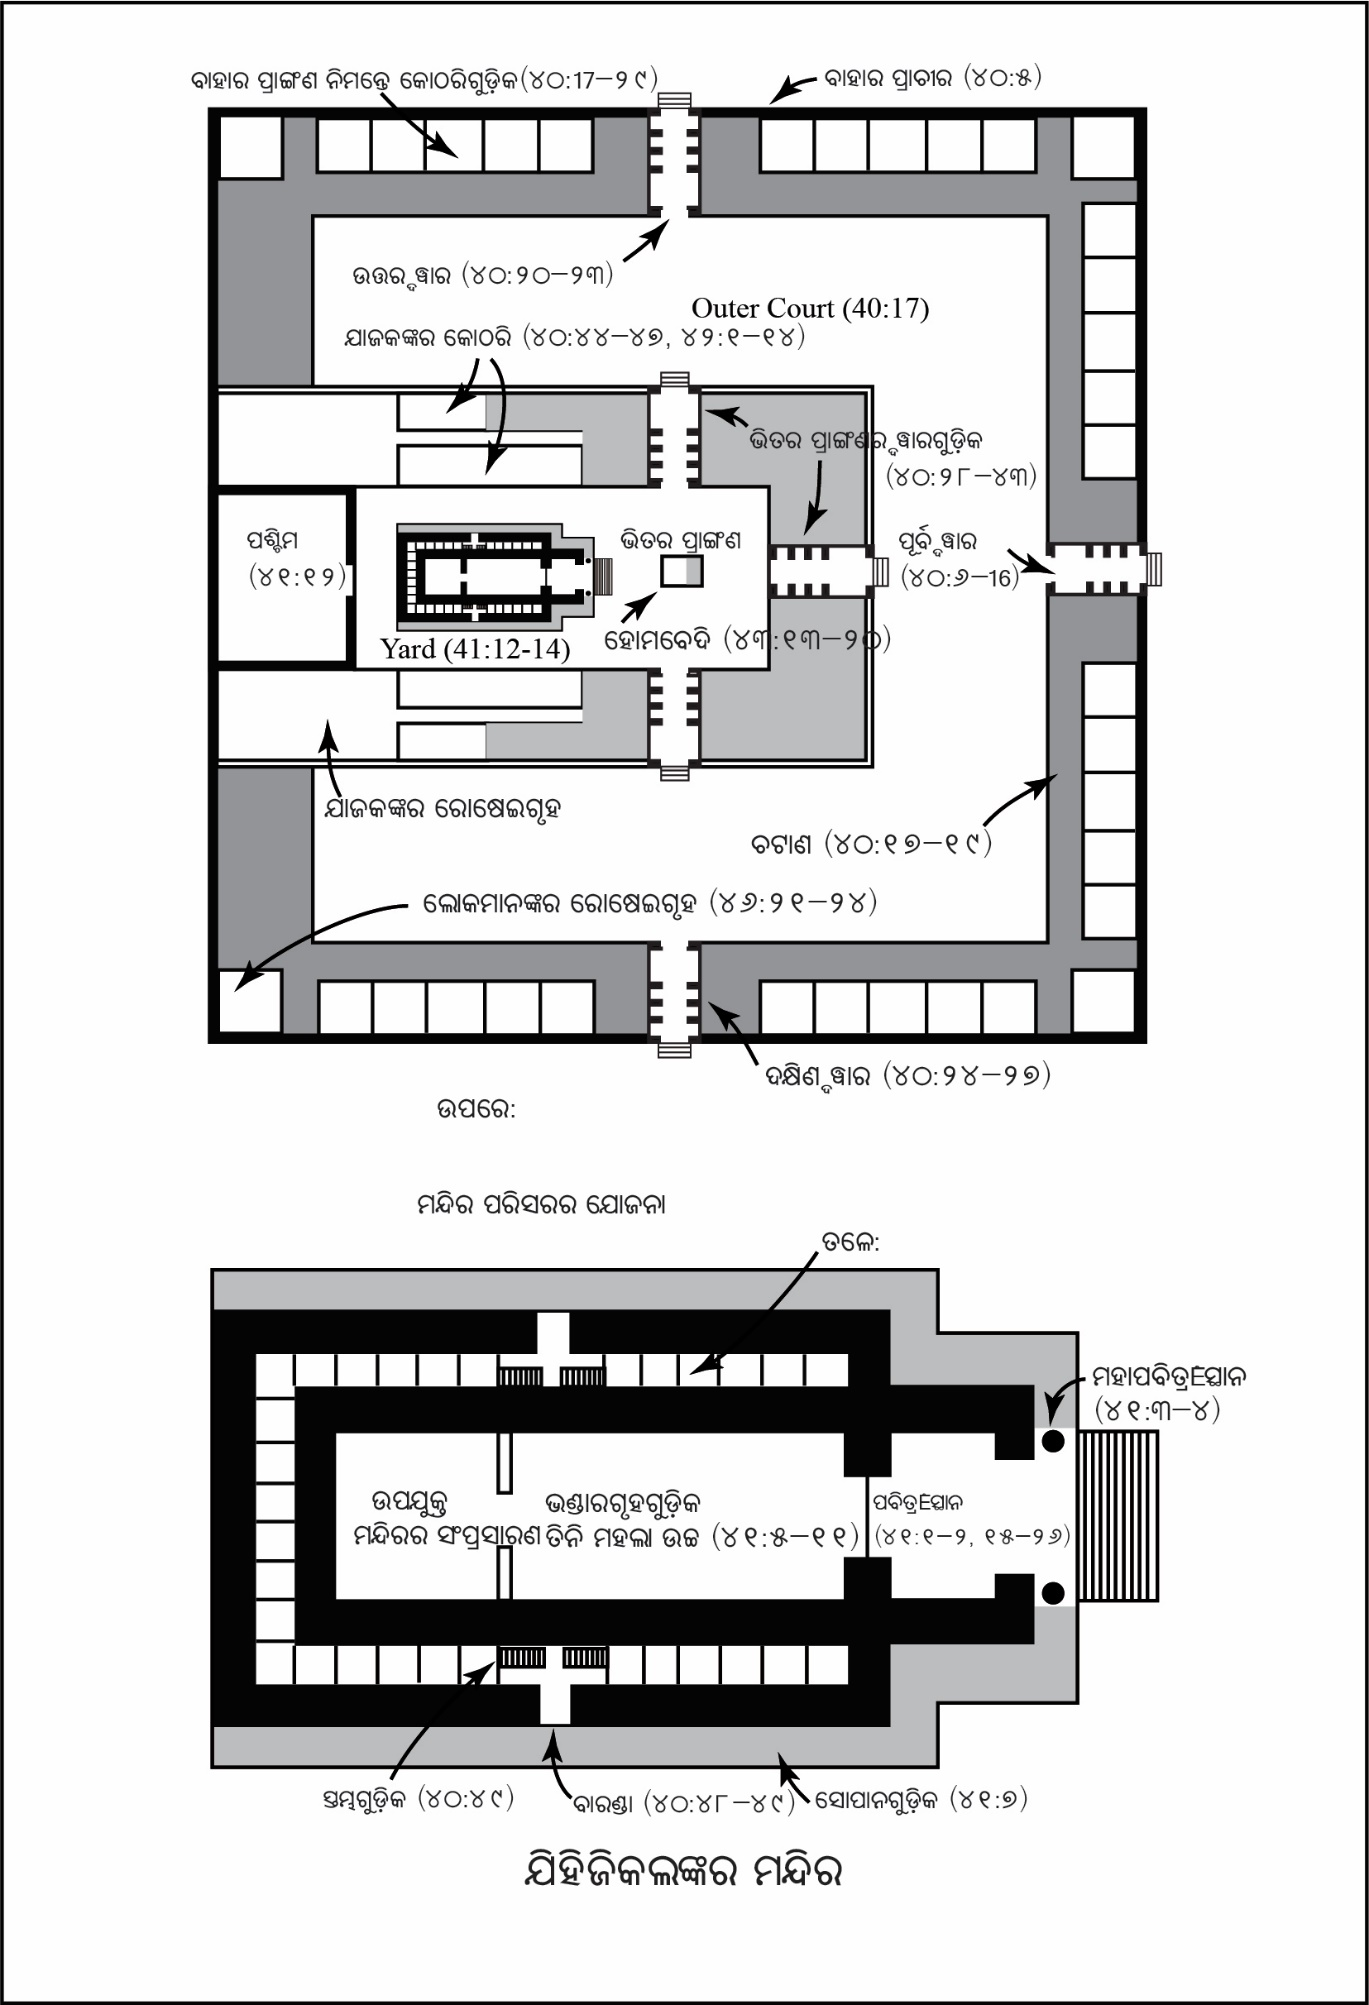 ବାହାର ପ୍ରାଙ୍ଗଣ ନିମନ୍ତେ କୋଠରିଗୁଡ଼ିକ(୪୦:17–୨୯)
ବାହାର ପ୍ରାଚୀର (୪୦:୫)
ଉତ୍ତର ଦ୍ୱାର (୪୦:୨୦–୨୩)
Outer Court (40:17)
ଯାଜକଙ୍କର କୋଠରି (୪୦:୪୪–୪୭, ୪୨:୧–୧୪)
ଭିତର ପ୍ରାଙ୍ଗଣର ଦ୍ୱାରଗୁଡ଼ିକ
(୪୦:୨୮–୪୩)
ପଶ୍ଚିମ
(୪୧:୧୨)
ଭିତର ପ୍ରାଙ୍ଗଣ
ପୂର୍ବ ଦ୍ୱାର
(୪୦:୬–16)
Yard (41:12-14)
ହୋମବେଦି (୪୩:୧୩–୨୦)
ଯାଜକଙ୍କର ରୋଷେଇଗୃହ
ଚଟାଣ (୪୦:୧୭–୧୯)
ଲୋକମାନଙ୍କର ରୋଷେଇଗୃହ (୪୬:୨୧–୨୪)
ଦକ୍ଷିଣ ଦ୍ୱାର (୪୦:୨୪–୨୭)
ଉପରେ:
ମନ୍ଦିର ପରିସରର ଯୋଜନା
ତଳେ:
ମହାପବିତ୍ରEସ୍ଥାନ
(୪୧:୩–୪)
ଉପଯୁକ୍ତ
ମନ୍ଦିରର ସଂପ୍ରସାରଣ
ଭଣ୍ଡାରଗୃହଗୁଡ଼ିକ
ତିନି ମହଲା ଉଚ୍ଚ (୪୧:୫–୧୧)
ପବିତ୍ରEସ୍ଥାନ
(୪୧:୧–୨, ୧୫–୨୬)
ସ୍ତମ୍ଭଗୁଡ଼ିକ (୪୦:୪୯)
ବାରଣ୍ଡା (୪୦:୪୮–୪୯)
ସୋପାନଗୁଡ଼ିକ (୪୧:୭)
ଯିହିଜିକଲଙ୍କର ମନ୍ଦିର